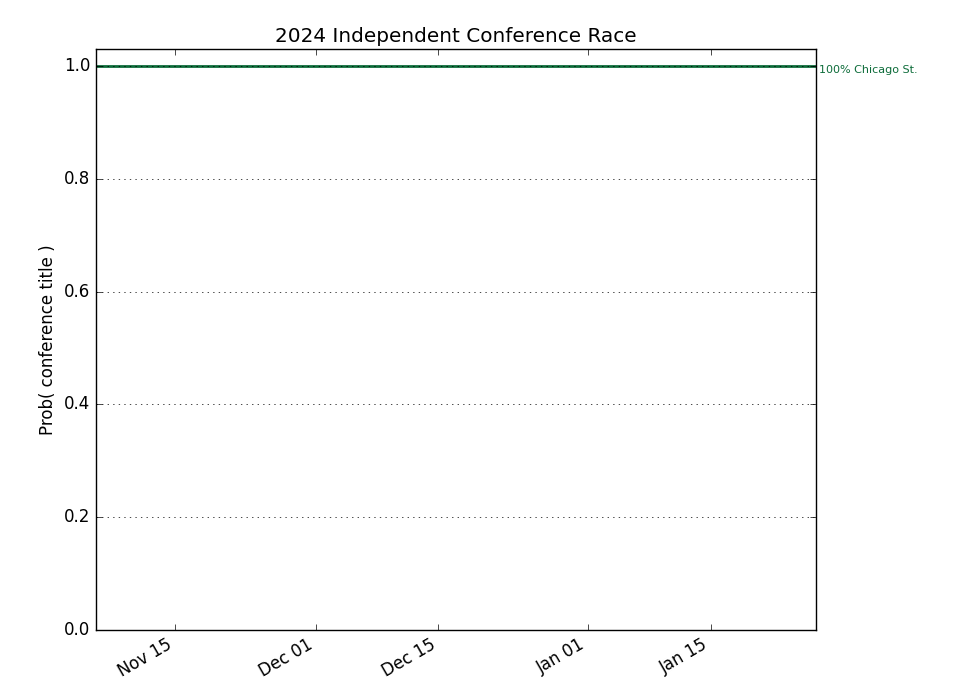 2024 Independent Conference Race
1.0
100% Chicago St.
0.8
0.6
Prob( conference title )
0.4
0.2
0.0
Nov 15
Dec 01
Dec 15
Jan 01
Jan 15